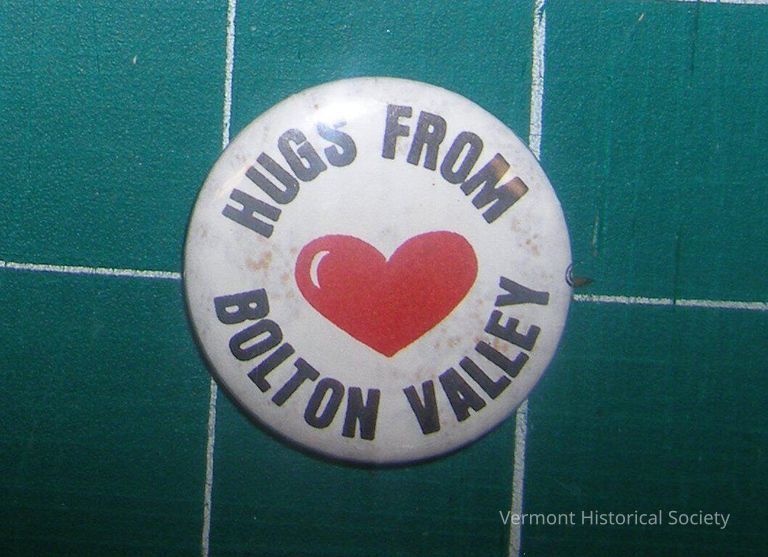 HUGS FROM
BOLTON VALLEY
Vermont Historical Society